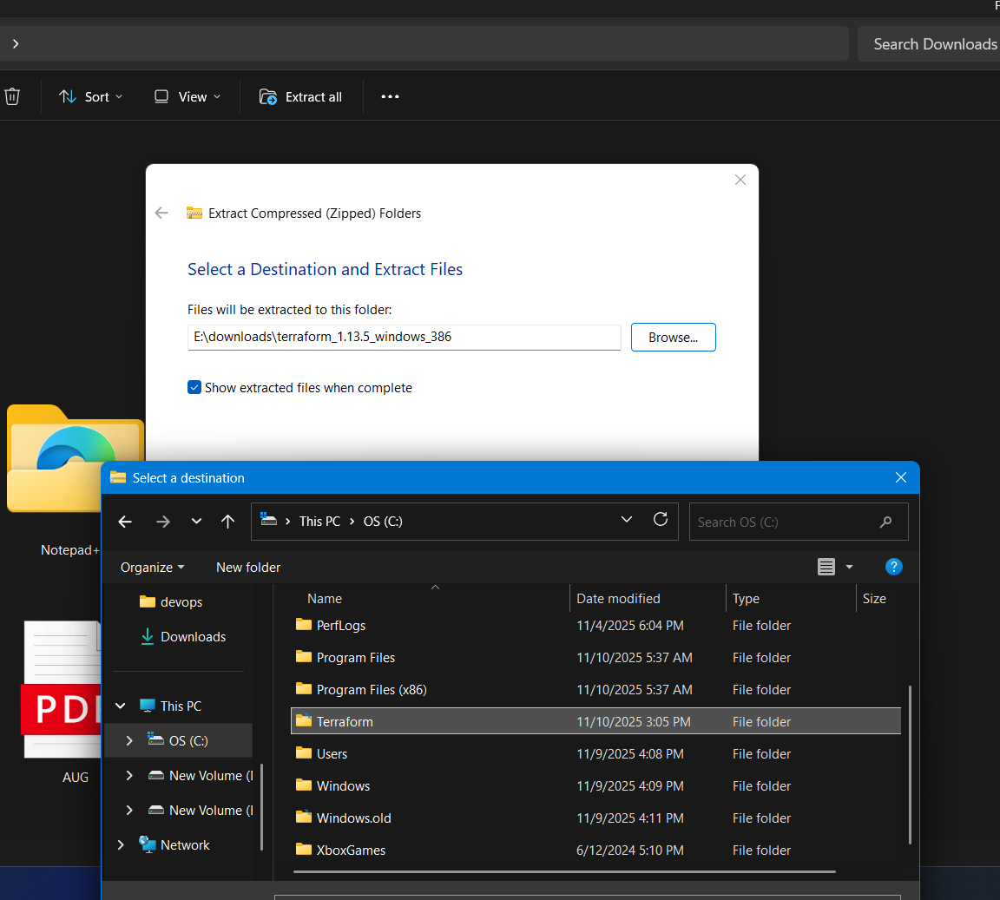 F
Search Downloads
Sort
View
Extract all
Extract Compressed (Zipped) Folders
Select a Destination and Extract Files
Files will be extracted to this folder:
E:\downloads\terraform_1.13.5_windows_386
Browse...
Show extracted files when complete
Notepad+
PD
AUG
Select a destination
This PC > OS (C:)
Search OS (C:)
Organize
New folder
?
devops
Downloads
This PC
OS (C:)
New Volume (
New Volume (
Network
Name Date modified Type Size
PerfLogs 11/4/2025 6:04 PM File folder
Program Files 11/10/2025 5:37 AM File folder
Program Files (x86) 11/10/2025 5:37 AM File folder
Terraform 11/10/2025 3:05 PM File folder
Users 11/9/2025 4:08 PM File folder
Windows 11/9/2025 4:09 PM File folder
Windows.old 11/9/2025 4:11 PM File folder
XboxGames 6/12/2024 5:10 PM File folder